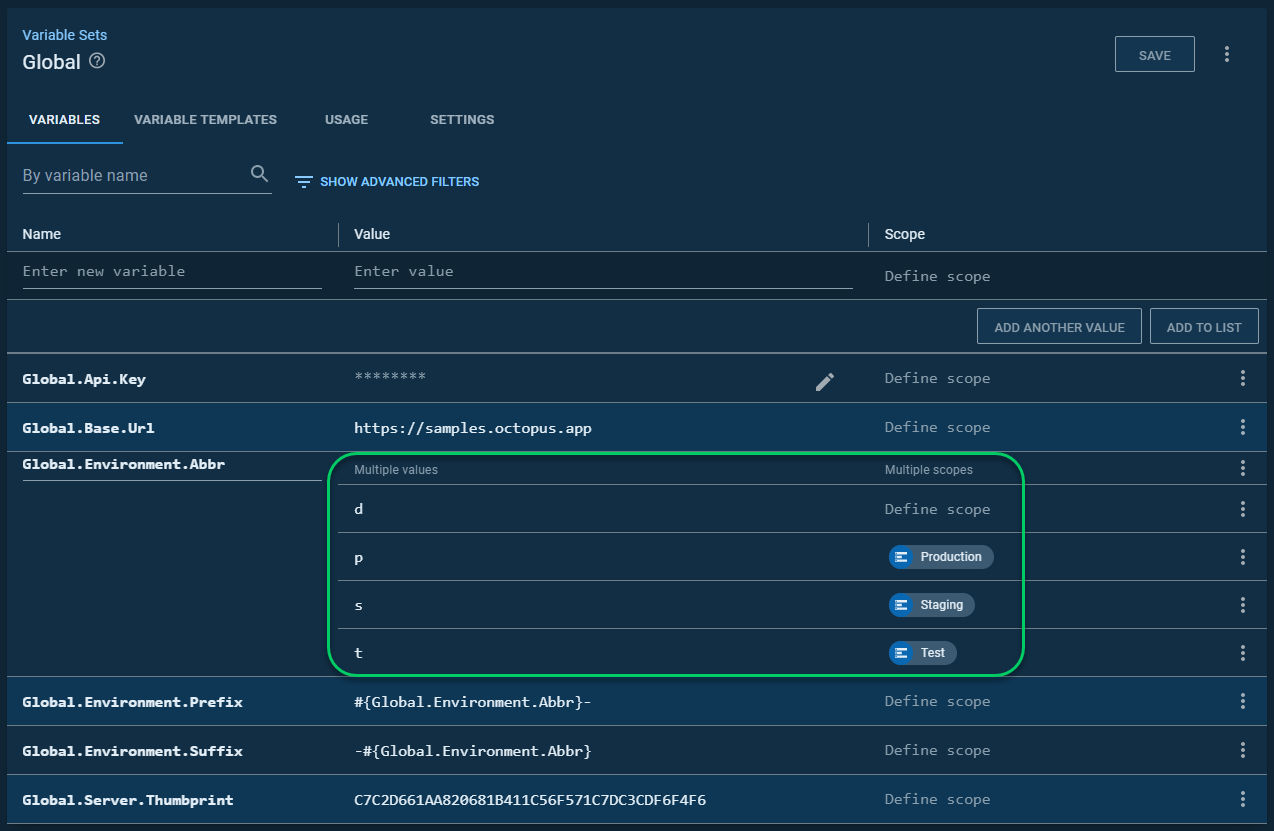 Variable Sets
Global
SAVE
VARIABLES VARIABLE TEMPLATES USAGE SETTINGS
By variable name SHOW ADVANCED FILTERS
Name Value Scope
Enter new variable Enter value Define scope
ADD ANOTHER VALUE ADD TO LIST
Global.Api.Key ******** Define scope
Global.Base.Url https://samples.octopus.app Define scope
Global.Environment.Abbr Multiple values Multiple scopes
d Define scope
p Production
s Staging
t Test
Global.Environment.Prefix #{Global.Environment.Abbr}- Define scope
Global.Environment.Suffix -#{Global.Environment.Abbr} Define scope
Global.Server.Thumbprint C7C2D661AA820681B411C56F571C7DC3CDF6F4F6 Define scope